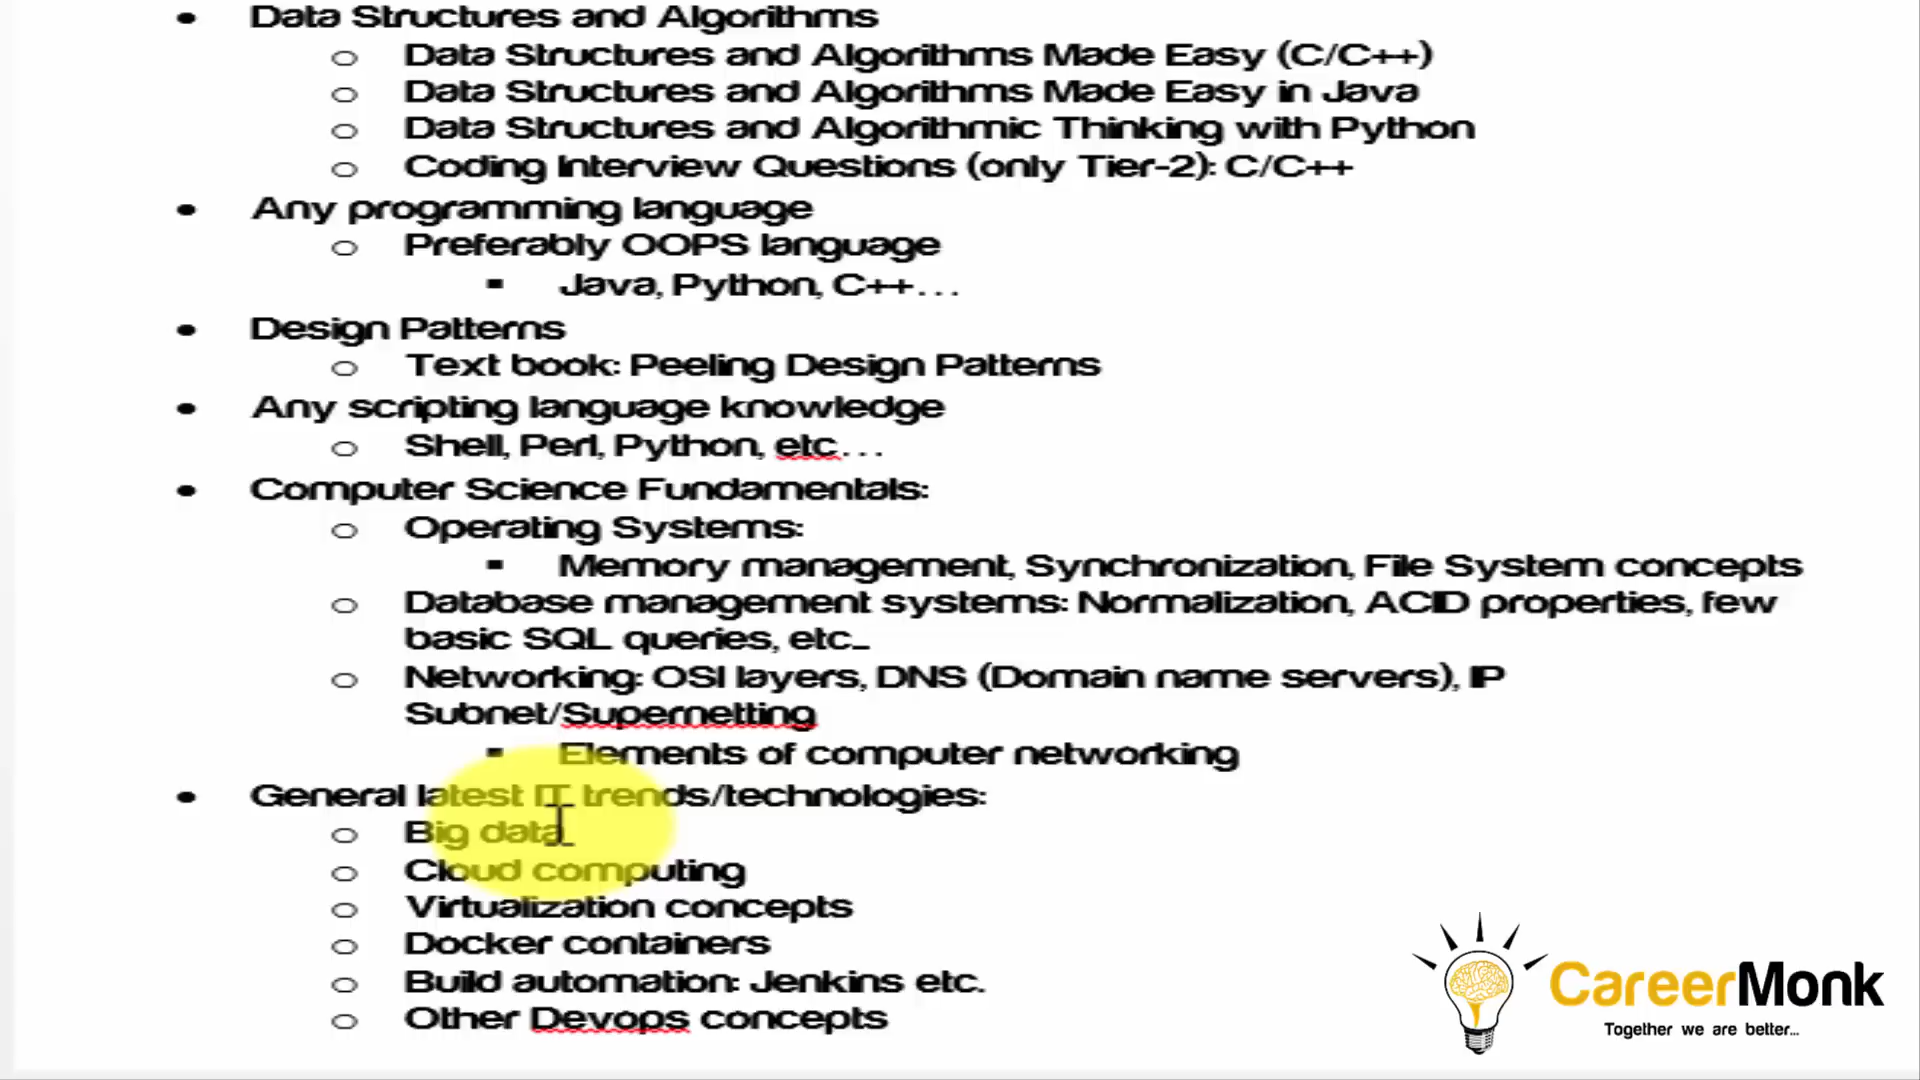 Data Structures and Algorithms
Data Structures and Algorithms Made Easy (C/C++)
Data Structures and Algorithms Made Easy in Java
Data Structures and Algorithmic Thinking with Python
Coding Interview Questions (only Tier-2): C/C++
Any programming language
Preferably OOPS language
Java, Python, C++...
Design Patterns
Text book: Peeling Design Patterns
Any scripting language knowledge
Shell, Perl, Python, etc...
Computer Science Fundamentals:
Operating Systems:
Memory management, Synchronization, File System concepts
Database management systems: Normalization, ACID properties, few
basic SQL queries, etc..
Networking: OSI layers, DNS (Domain name servers), IP
Subnet/Supernetting
Elements of computer networking
General latest IT trends/technologies:
Big data
Cloud computing
Virtualization concepts
Docker containers
Build automation: Jenkins etc.
Other Devops concepts
CareerMonk
Together we are better...